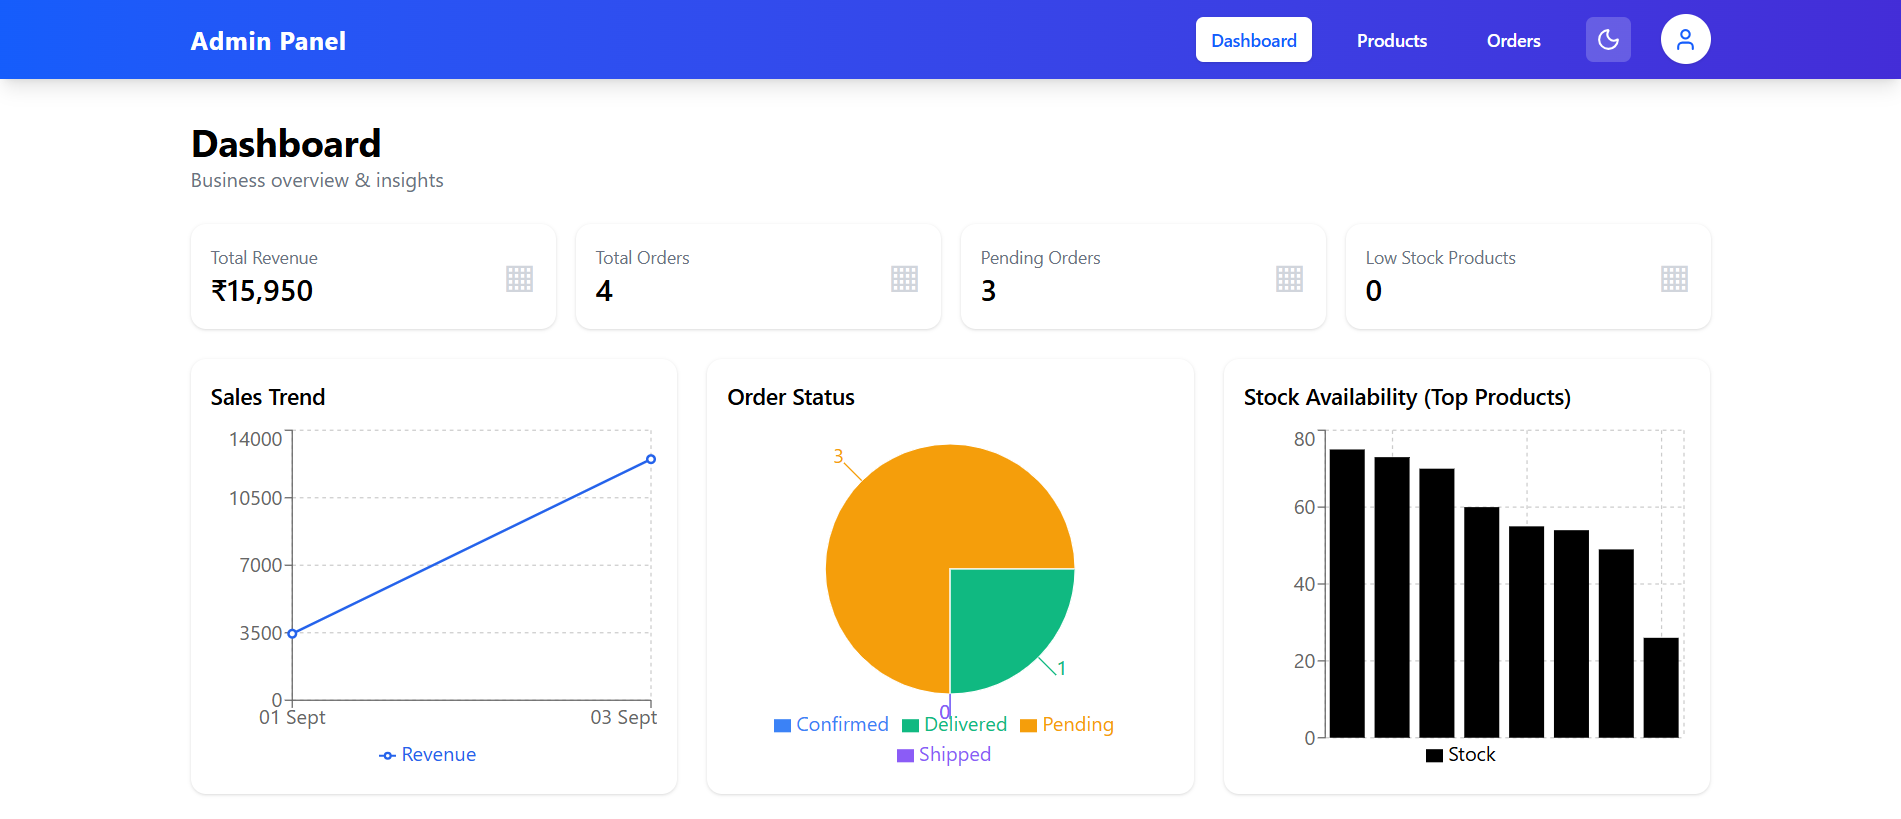 Admin Panel
Dashboard
Products
Orders
Dashboard
Business overview & insights
Total Revenue
₹15,950
Total Orders
4
Pending Orders
3
Low Stock Products
0
Sales Trend
14000
10500
7000
3500
0
01 Sept
03 Sept
Revenue
Order Status
3
1
0
Confirmed Delivered Pending
Shipped
Stock Availability (Top Products)
80
60
40
20
0
Stock